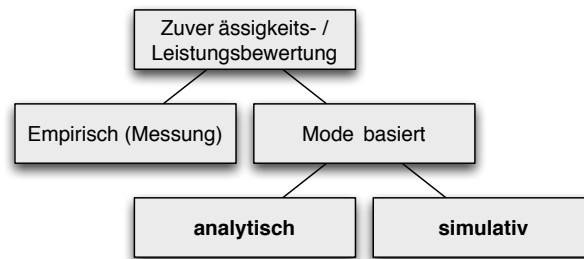 Zuver ässigkeits- /
Leistungsbewertung
Empirisch (Messung)
Mode basiert
analytisch
simulativ